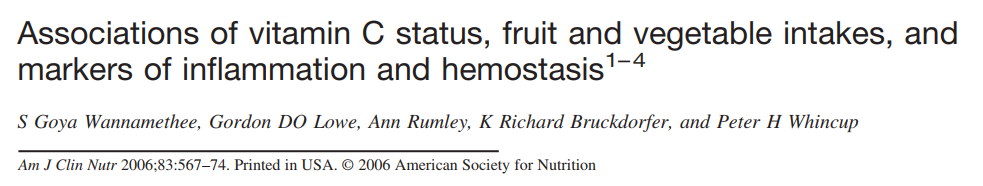 Associations of vitamin C status, fruit and vegetable intakes, and
markers of inflammation and hemostasis¹⁻⁴
S Goya Wannamethee, Gordon DO Lowe, Ann Rumley, K Richard Bruckdorfer, and Peter H Whincup
Am J Clin Nutr 2006;83:567–74. Printed in USA. © 2006 American Society for Nutrition